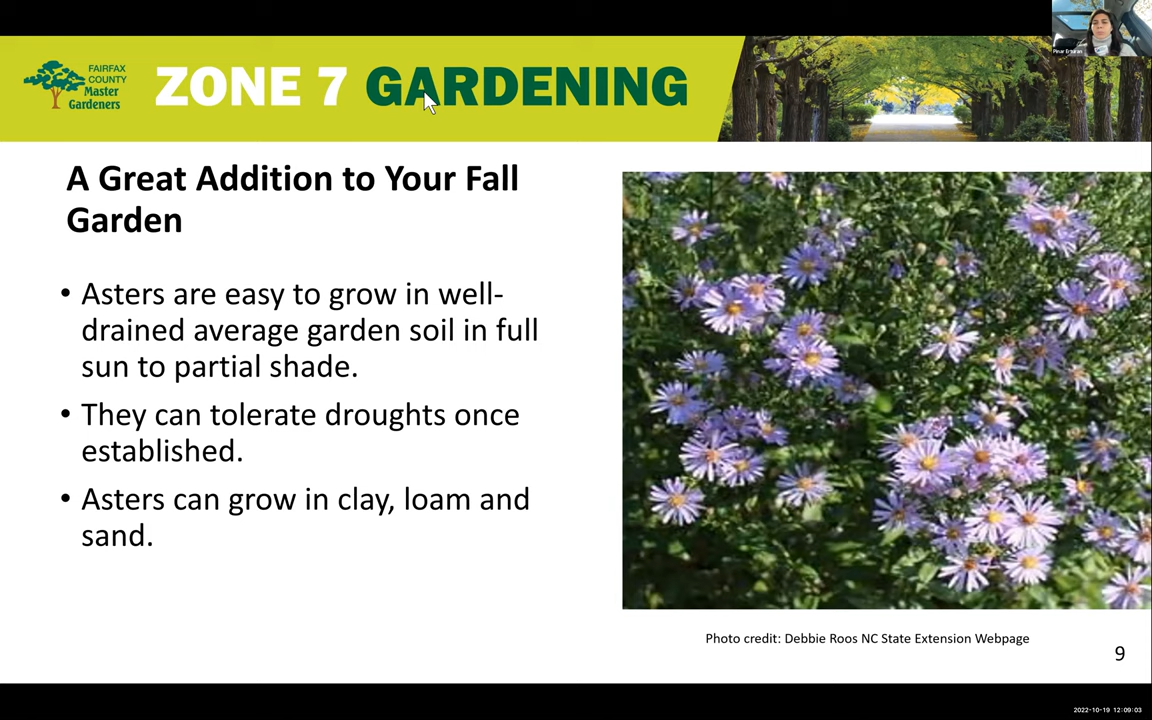 Pinar Erturan
FAIRFAX
COUNTY
Master
Gardeners
ZONE 7 GARDENING
A Great Addition to Your Fall
Garden
• Asters are easy to grow in well-
drained average garden soil in full
sun to partial shade.
• They can tolerate droughts once
established.
• Asters can grow in clay, loam and
sand.
Photo credit: Debbie Roos NC State Extension Webpage
9
2022-10-19 12:09:03